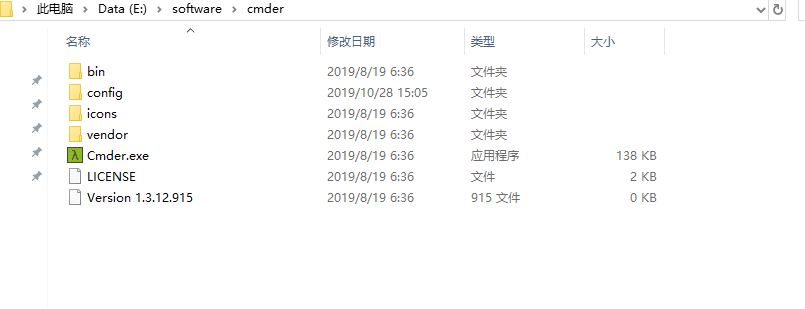 此电脑 Data (E:) software cmder
名称 修改日期 类型 大小
bin 2019/8/19 6:36 文件夹
config 2019/10/28 15:05 文件夹
icons 2019/8/19 6:36 文件夹
vendor 2019/8/19 6:36 文件夹
Cmder.exe 2019/8/19 6:36 应用程序 138 KB
LICENSE 2019/8/19 6:36 文件 2 KB
Version 1.3.12.915 2019/8/19 6:36 915 文件 0 KB